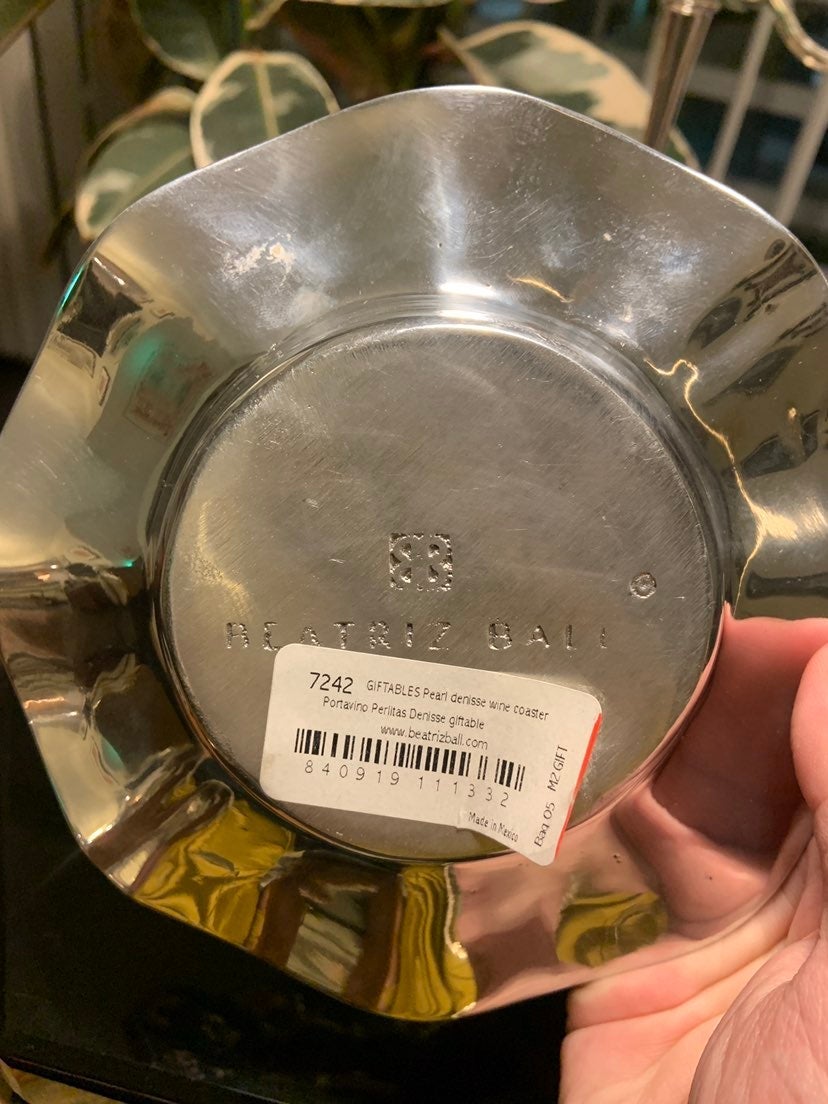 BEATRIZ BALL
7242 GIFTABLES Pearl denisse wine coaster
Portavino Perlitas Denisse giftable
www.beatrizball.com
840919 111332
Made in Mexico
Bag 05 M2.GIFT